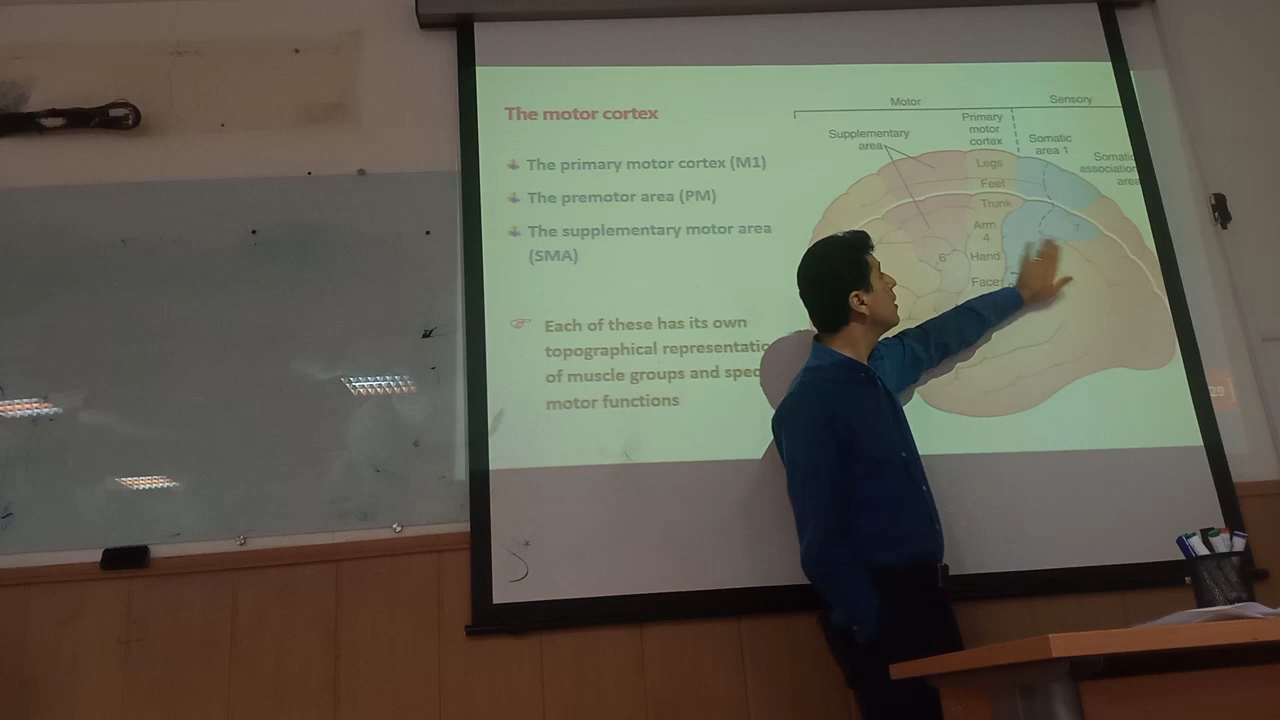 The motor cortex
The primary motor cortex (M1)
The premotor area (PM)
The supplementary motor area
(SMA)
Each of these has its own
topographical representatio
of muscle groups and spec
motor functions
Motor
Sensory
Supplementary
area
Primary
motor
cortex
Somatic
area 1
Somatic
association
area
Legs
Feet
Trunk
Arm
4
7
6
Hand
Face
29